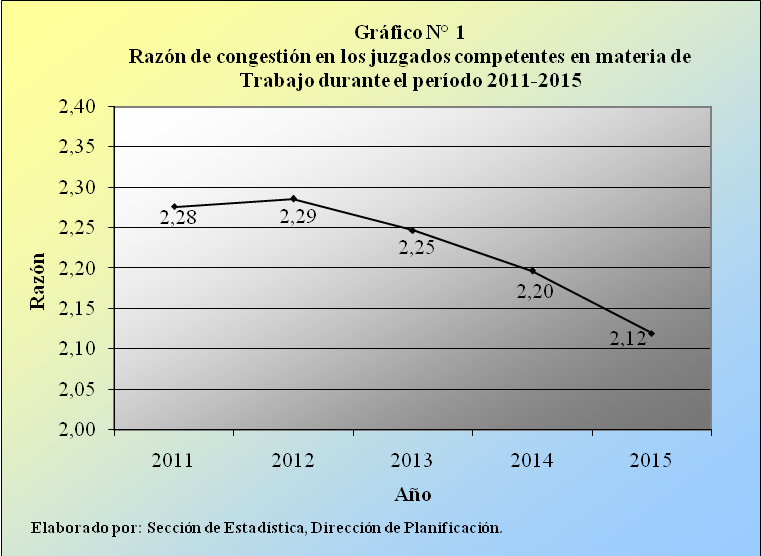 Gráfico N° 1
Razón de congestión en los juzgados competentes en materia de
Trabajo durante el período 2011-2015
2,40
2,35
2,30
2,25
2,20
2,15
2,10
2,05
2,00
Razón
2,28
2,29
2,25
2,20
2,12
2011 2012 2013 2014 2015
Año
Elaborado por: Sección de Estadística, Dirección de Planificación.